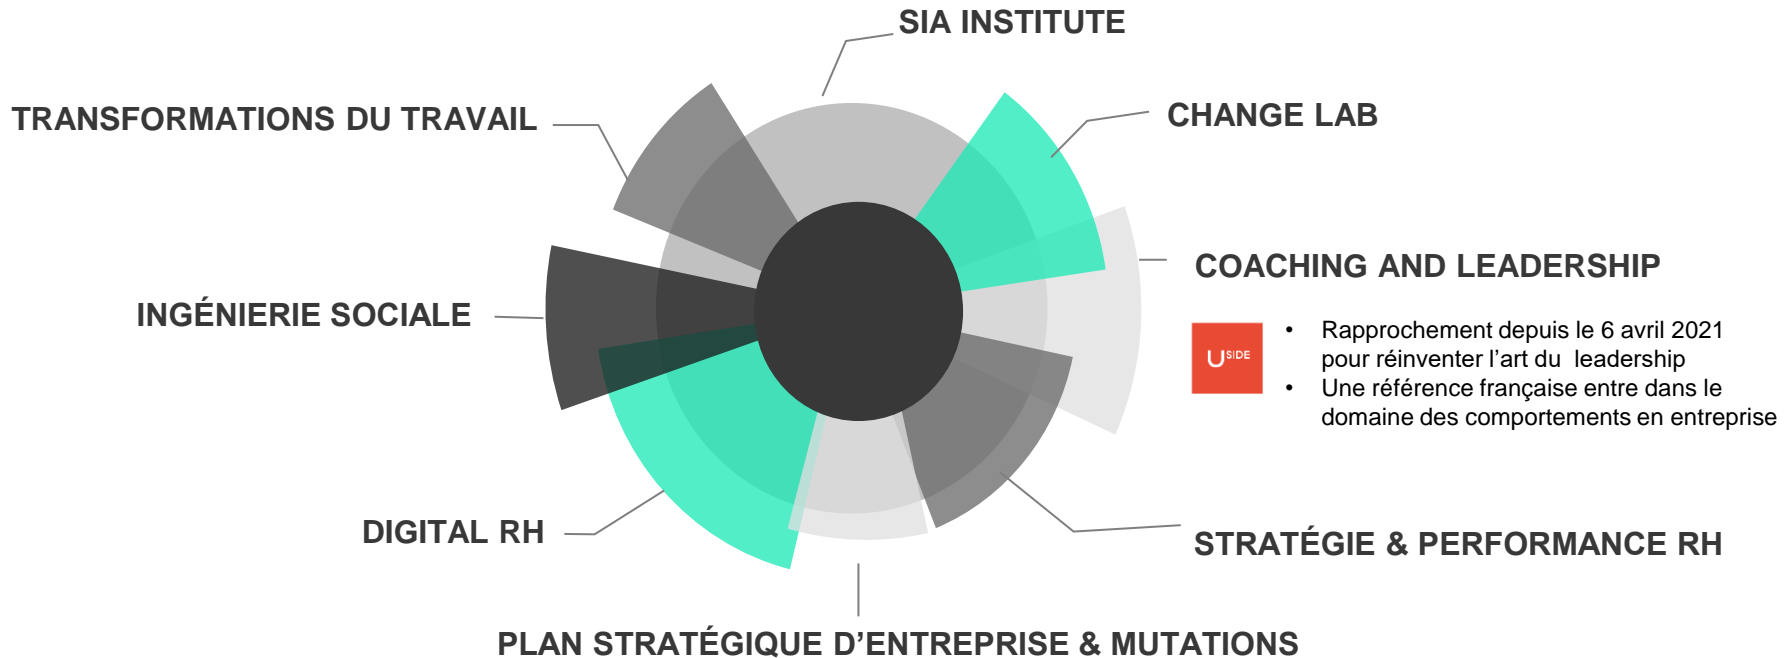 SIA INSTITUTE
TRANSFORMATIONS DU TRAVAIL
CHANGE LAB
COACHING AND LEADERSHIP
INGÉNIERIE SOCIALE
USIDE
• Rapprochement depuis le 6 avril 2021
pour réinventer l’art du leadership
• Une référence française entre dans le
domaine des comportements en entreprise
DIGITAL RH
STRATÉGIE & PERFORMANCE RH
PLAN STRATÉGIQUE D’ENTREPRISE & MUTATIONS